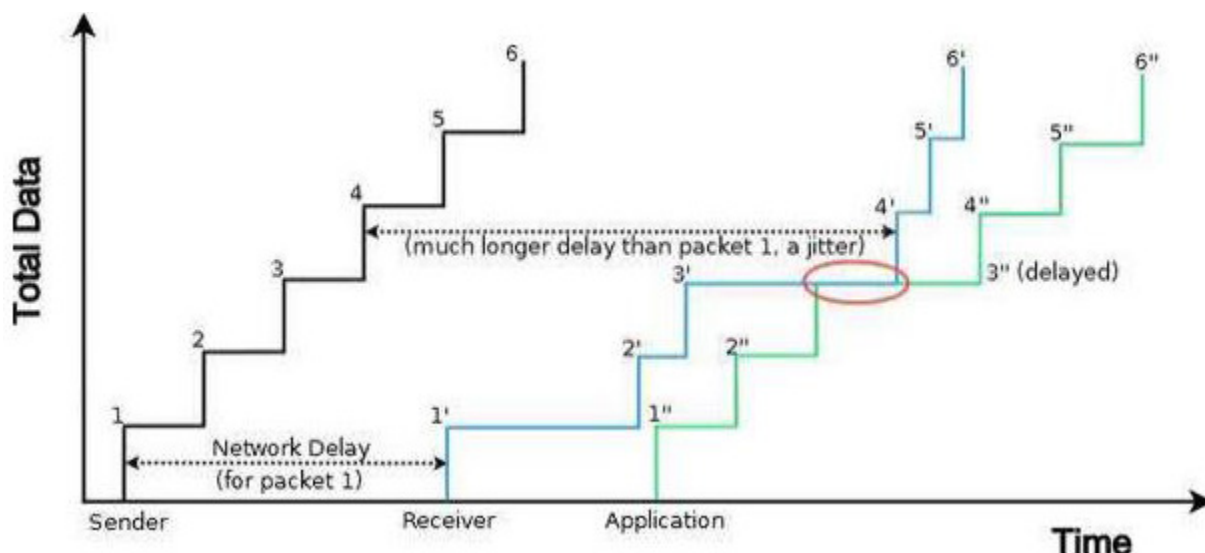 Total Data
6
5
4
3
2
1
6'
5'
4'
3'
2'
1'
6"
5"
4"
3" (delayed)
2"
1"
(much longer delay than packet 1, a jitter)
Network Delay
(for packet 1)
Sender
Receiver
Application
Time